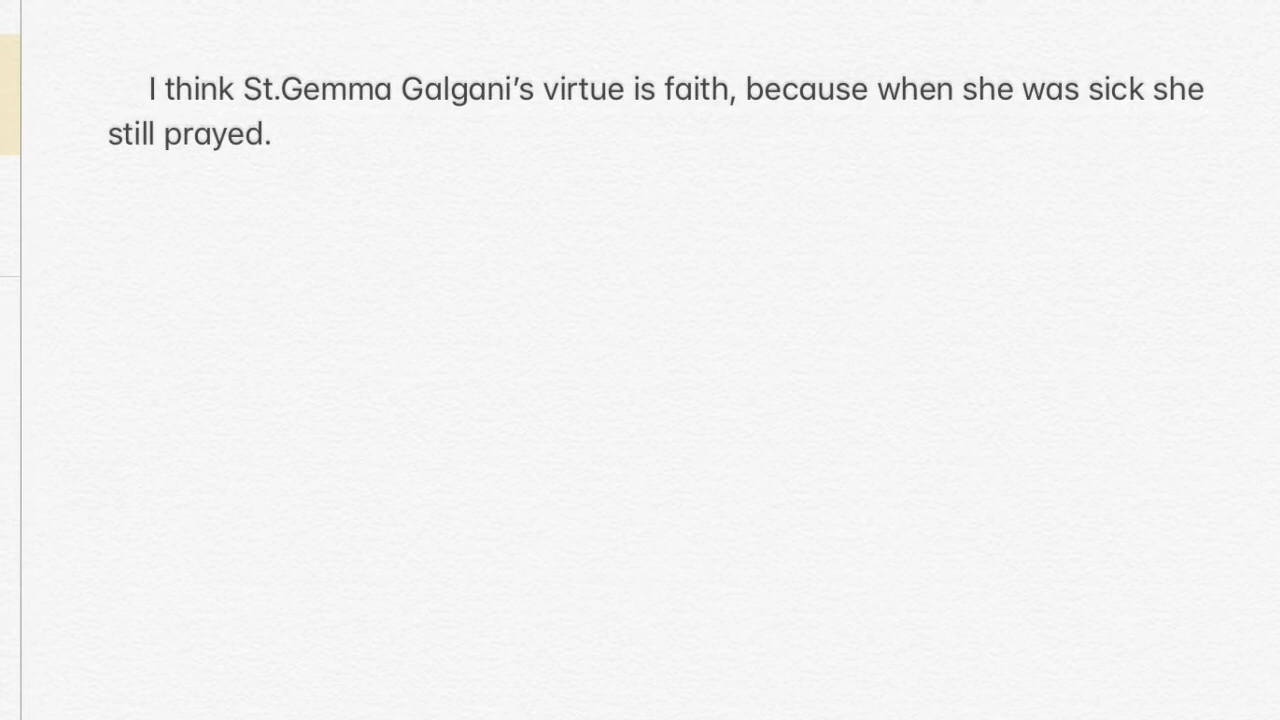 I think St.Gemma Galgani’s virtue is faith, because when she was sick she
still prayed.